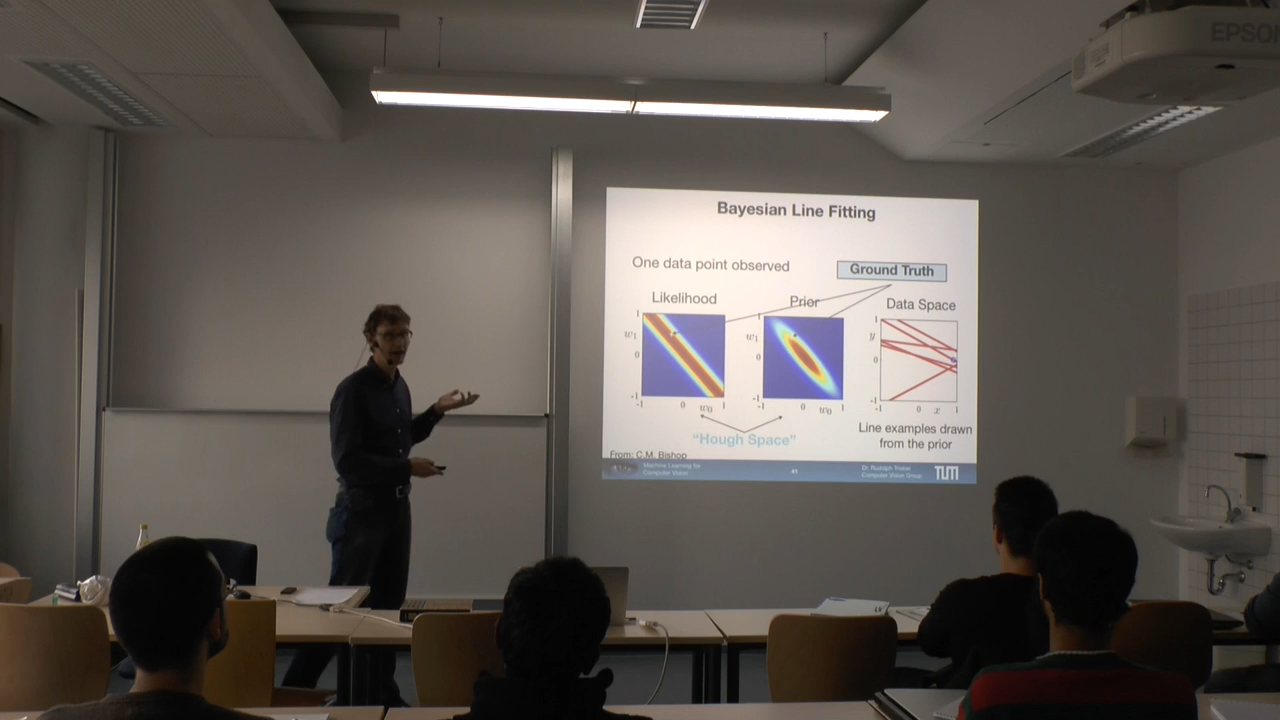 EPSON
Bayesian Line Fitting
One data point observed
Ground Truth
Likelihood
Prior
Data Space
1
w₁
0
-1
-1
0
w₀
1
1
w₁
0
-1
-1
0
w₀
1
1
y
0
-1
-1
0
x
1
"Hough Space"
Line examples drawn
from the prior
From: C.M. Bishop
Machine Learning for
Computer Vision
41
Dr. Rudolph Triebel
Computer Vision Group
TUM